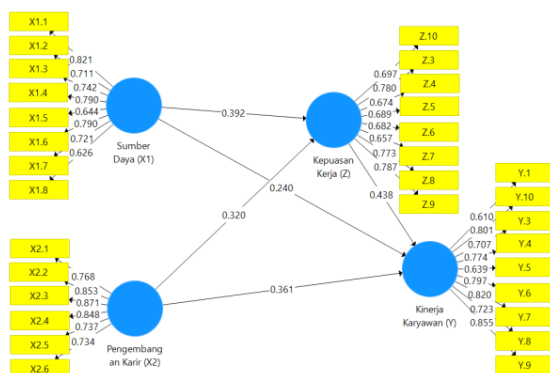 X1.1
X1.2
X1.3
X1.4
X1.5
X1.6
X1.7
X1.8
0.821
0.711
0.742
0.790
0.644
0.790
0.721
0.626
Sumber
Daya (X1)
0.392
0.240
0.320
0.361
0.438
Kepuasan
Kerja (Z)
0.697
0.780
0.674
0.689
0.682
0.657
0.773
0.787
Z.10
Z.3
Z.4
Z.5
Z.6
Z.7
Z.8
Z.9
X2.1
X2.2
X2.3
X2.4
X2.5
X2.6
0.768
0.853
0.871
0.848
0.737
0.734
Pengembang
an Karir (X2)
Kinerja
Karyawan (Y)
0.610
0.801
0.707
0.774
0.639
0.797
0.820
0.723
0.855
Y.1
Y.10
Y.3
Y.4
Y.5
Y.6
Y.7
Y.8
Y.9